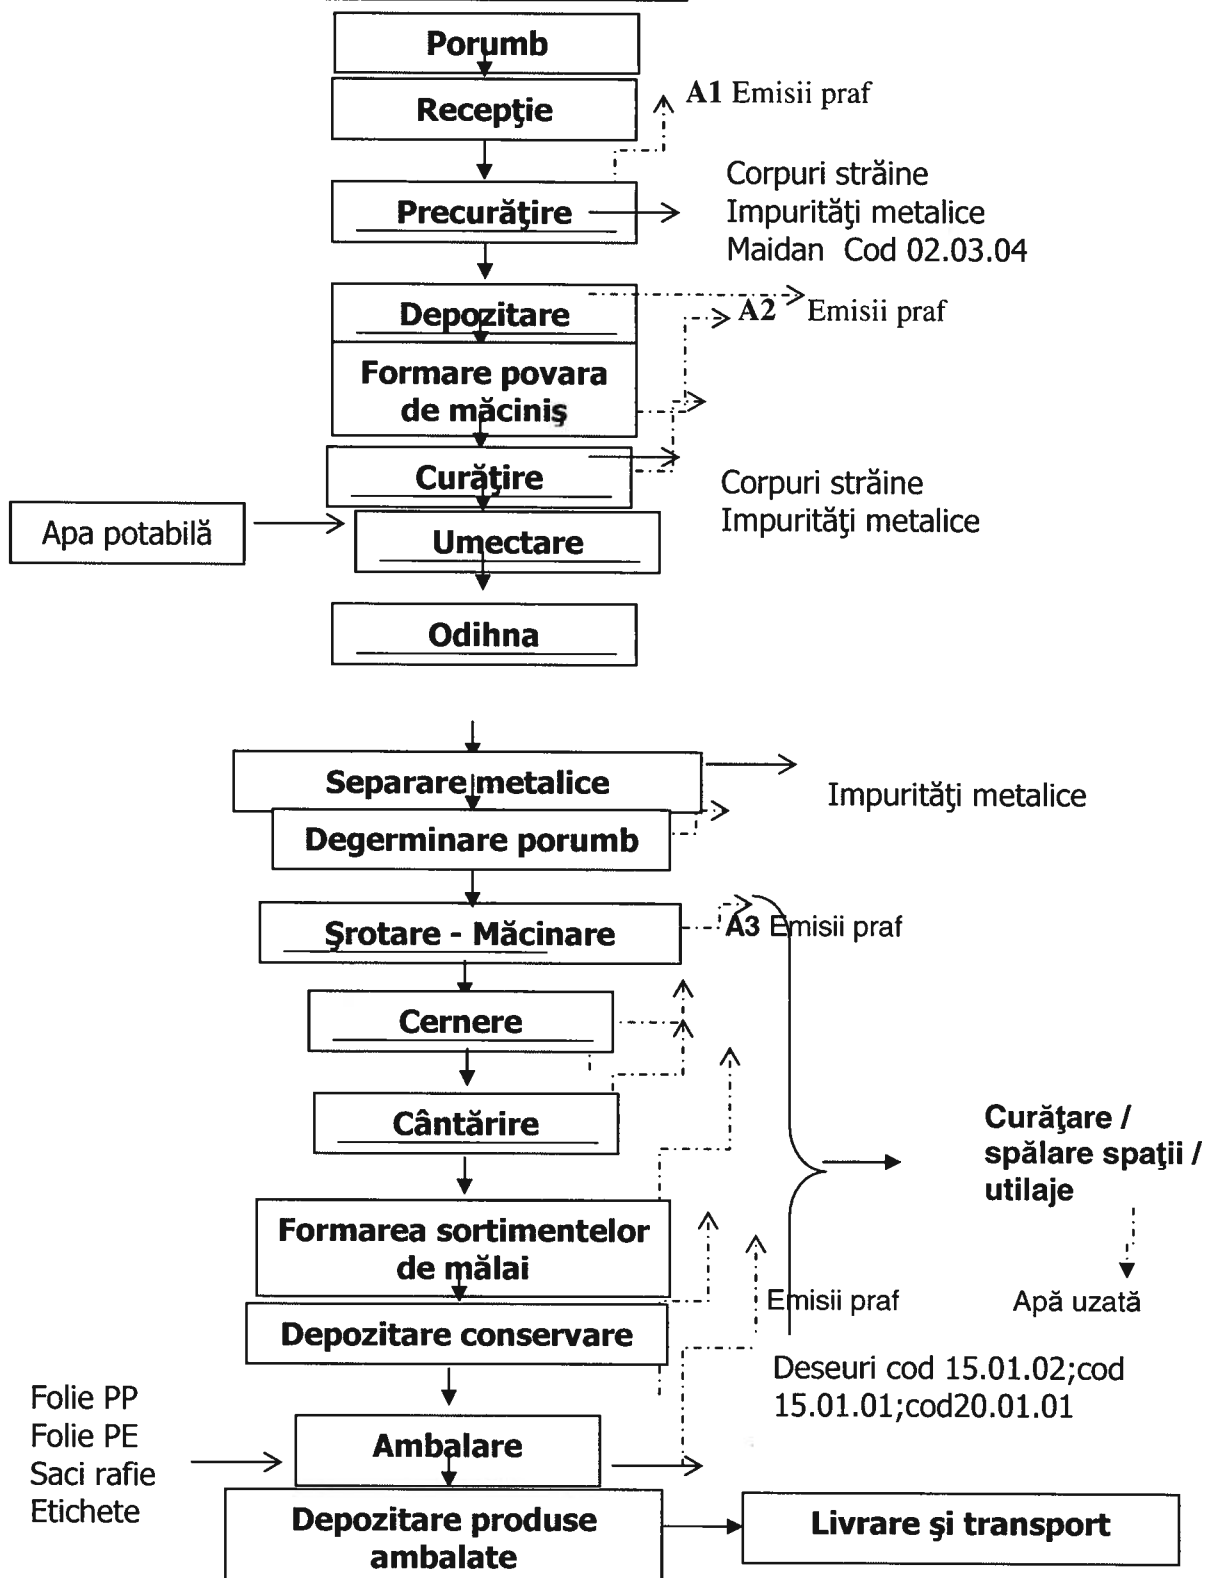 Porumb
Recepţie
A1 Emisii praf
Precurăţire
Corpuri străine
Impurităţi metalice
Maidan Cod 02.03.04
Depozitare
A2 Emisii praf
Formare povara
de măciniş
Curăţire
Corpuri străine
Impurităţi metalice
Apa potabilă
Umectare
Odihna
Separare metalice
Impurităţi metalice
Degerminare porumb
Şrotare - Măcinare
A3 Emisii praf
Cernere
Cântărire
Curăţare /
spălare spaţii /
utilaje
Formarea sortimentelor
de mălai
Emisii praf
Apă uzată
Depozitare conservare
Deseuri cod 15.01.02;cod
15.01.01;cod20.01.01
Folie PP
Folie PE
Saci rafie
Etichete
Ambalare
Depozitare produse
ambalate
Livrare şi transport